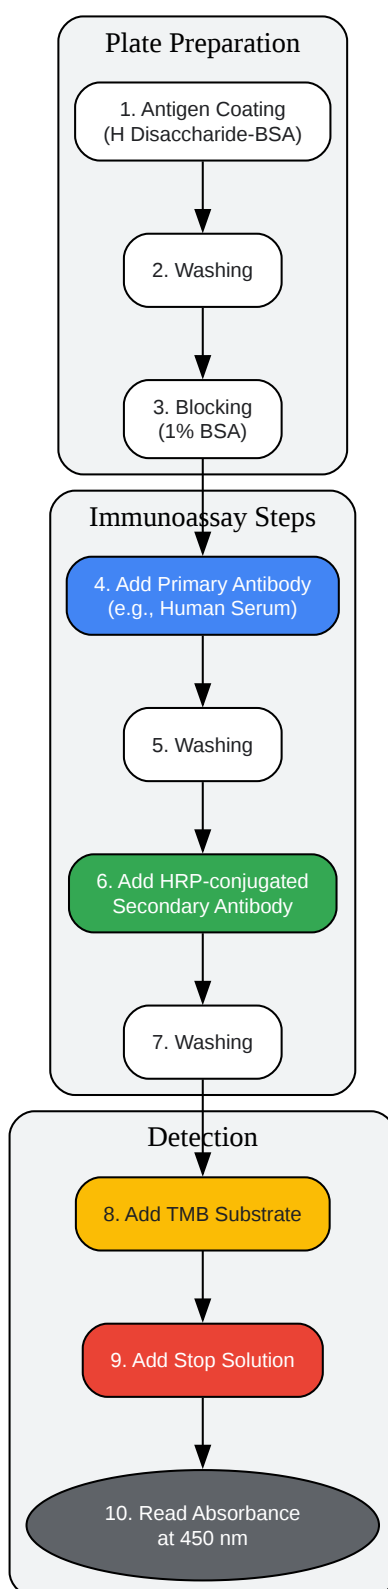 Plate Preparation
1. Antigen Coating
(H Disaccharide-BSA)
2. Washing
3. Blocking
(1% BSA)
Immunoassay Steps
4. Add Primary Antibody
(e.g., Human Serum)
5. Washing
6. Add HRP-conjugated
Secondary Antibody
7. Washing
Detection
8. Add TMB Substrate
9. Add Stop Solution
10. Read Absorbance
at 450 nm